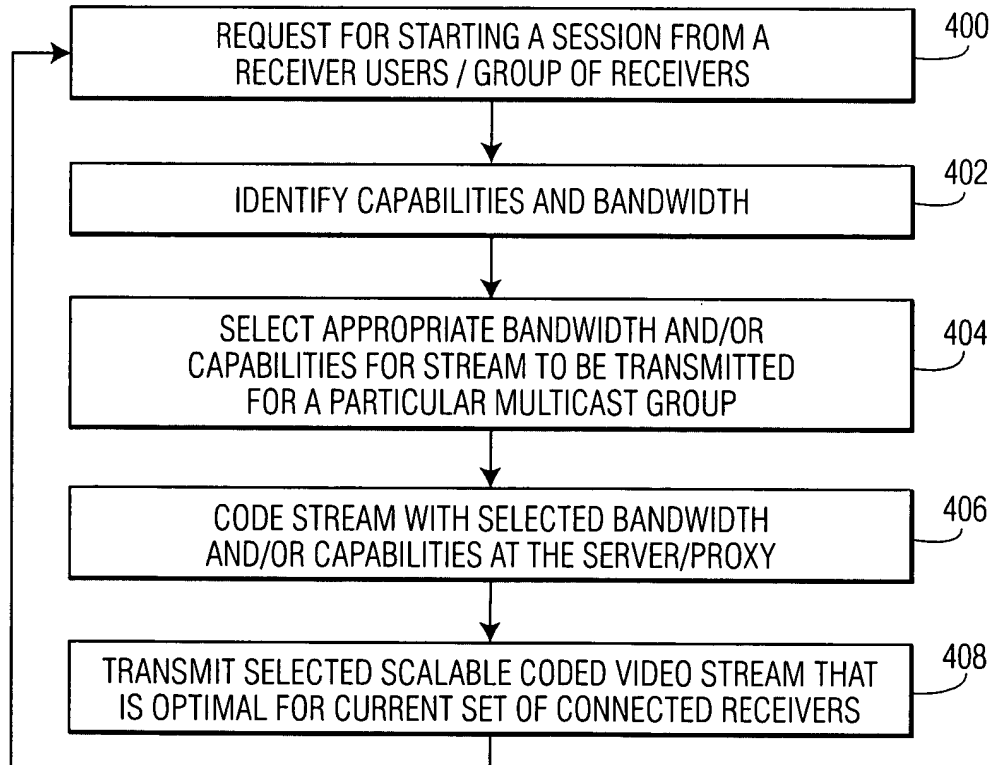 REQUEST FOR STARTING A SESSION FROM A
RECEIVER USERS / GROUP OF RECEIVERS
400
IDENTIFY CAPABILITIES AND BANDWIDTH
402
SELECT APPROPRIATE BANDWIDTH AND/OR
CAPABILITIES FOR STREAM TO BE TRANSMITTED
FOR A PARTICULAR MULTICAST GROUP
404
CODE STREAM WITH SELECTED BANDWIDTH
AND/OR CAPABILITIES AT THE SERVER/PROXY
406
TRANSMIT SELECTED SCALABLE CODED VIDEO STREAM THAT
IS OPTIMAL FOR CURRENT SET OF CONNECTED RECEIVERS
408